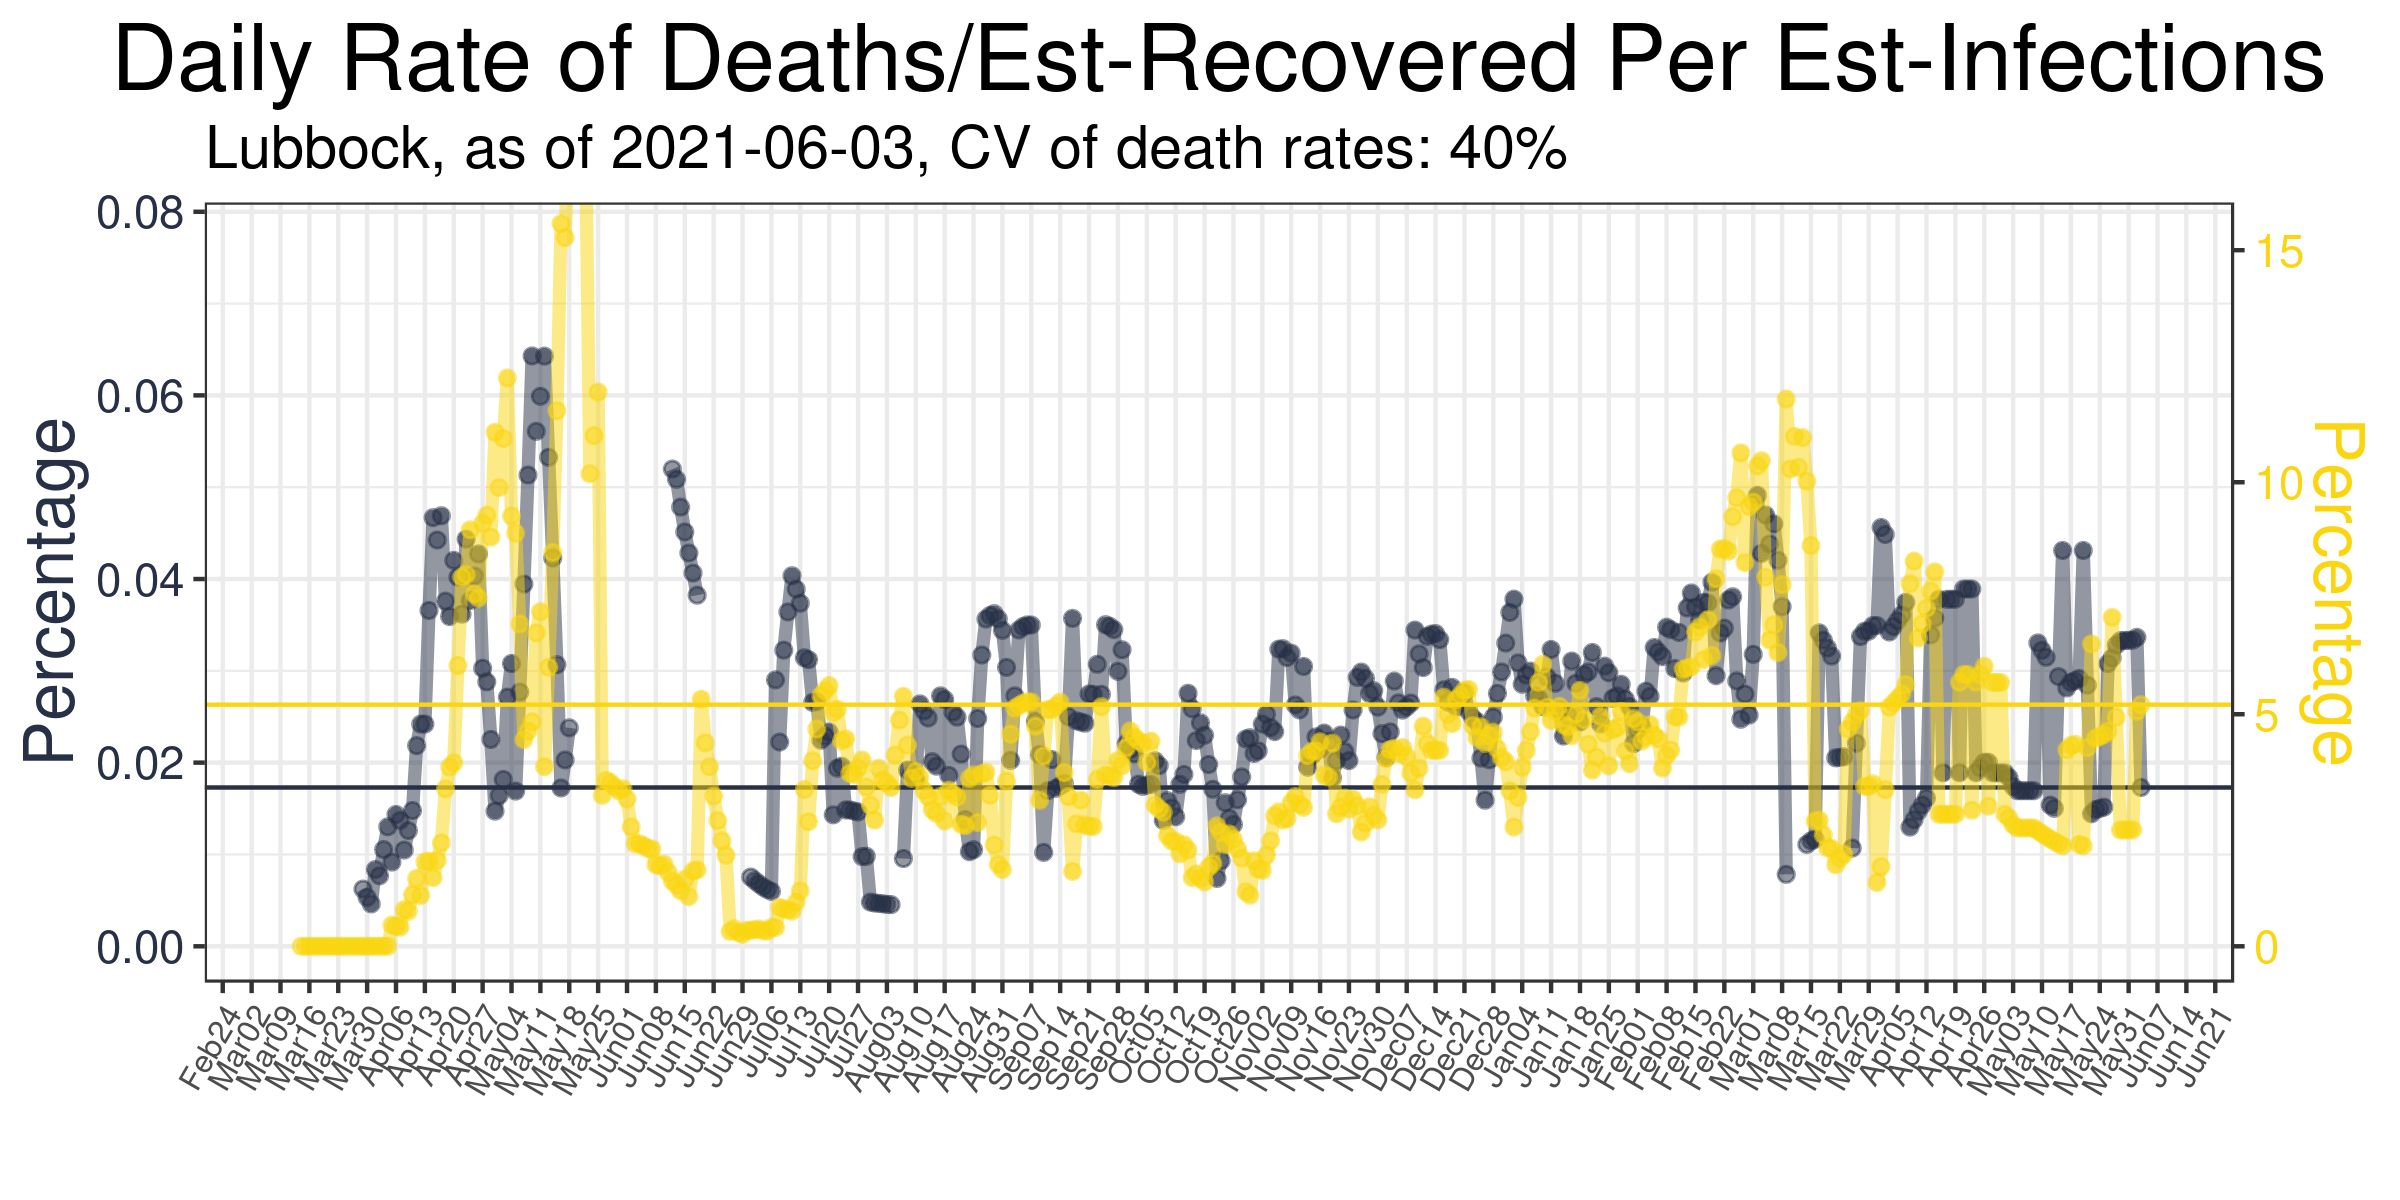 Daily Rate of Deaths/Est-Recovered Per Est-Infections
Lubbock, as of 2021-06-03, CV of death rates: 40%
Percentage
0.08
0.06
0.04
0.02
0.00
15
10
5
0
Percentage
Feb24
Mar02
Mar09
Mar16
Mar23
Mar30
Apr06
Apr13
Apr20
Apr27
May04
May11
May18
May25
Jun01
Jun08
Jun15
Jun22
Jun29
Jul06
Jul13
Jul20
Jul27
Aug03
Aug10
Aug17
Aug24
Aug31
Sep07
Sep14
Sep21
Sep28
Oct05
Oct12
Oct19
Oct26
Nov02
Nov09
Nov16
Nov23
Nov30
Dec07
Dec14
Dec21
Dec28
Jan04
Jan11
Jan18
Jan25
Feb01
Feb08
Feb15
Feb22
Mar01
Mar08
Mar15
Mar22
Mar29
Apr05
Apr12
Apr19
Apr26
May03
May10
May17
May24
May31
Jun07
Jun14
Jun21